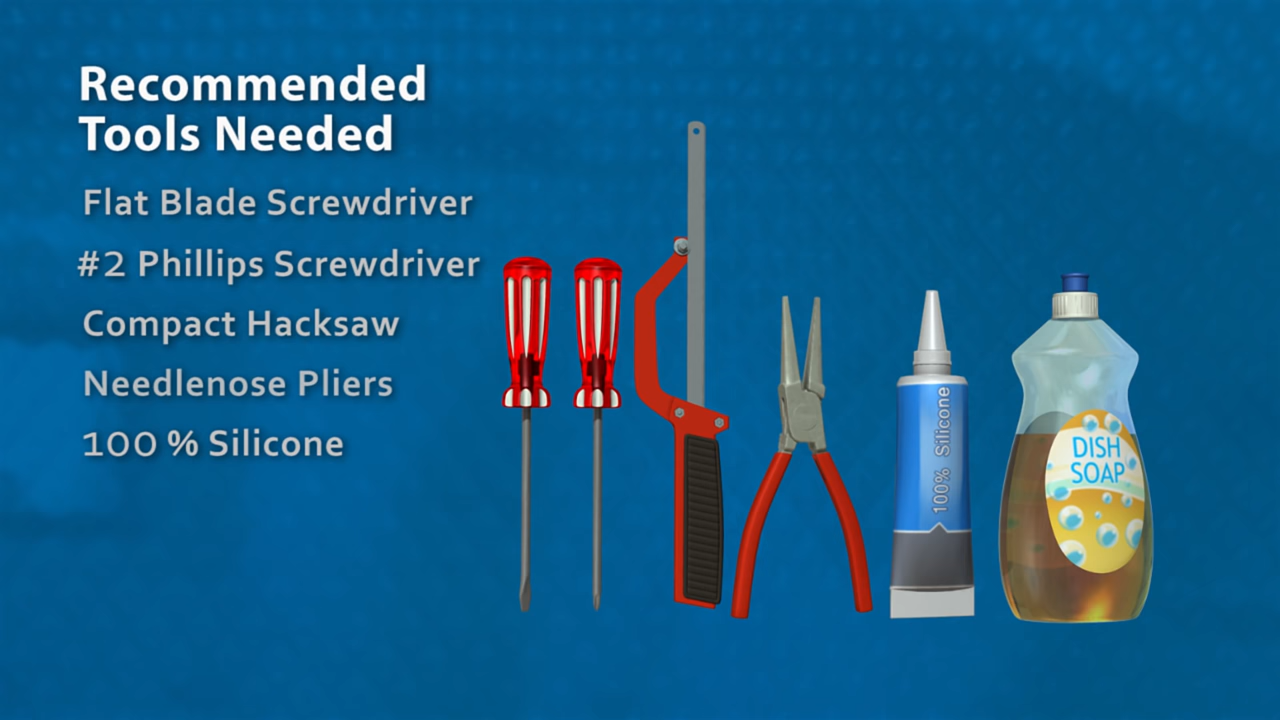 Recommended
Tools Needed
Flat Blade Screwdriver
#2 Phillips Screwdriver
Compact Hacksaw
Needlenose Pliers
100 % Silicone
100% Silicone
DISH
SOAP